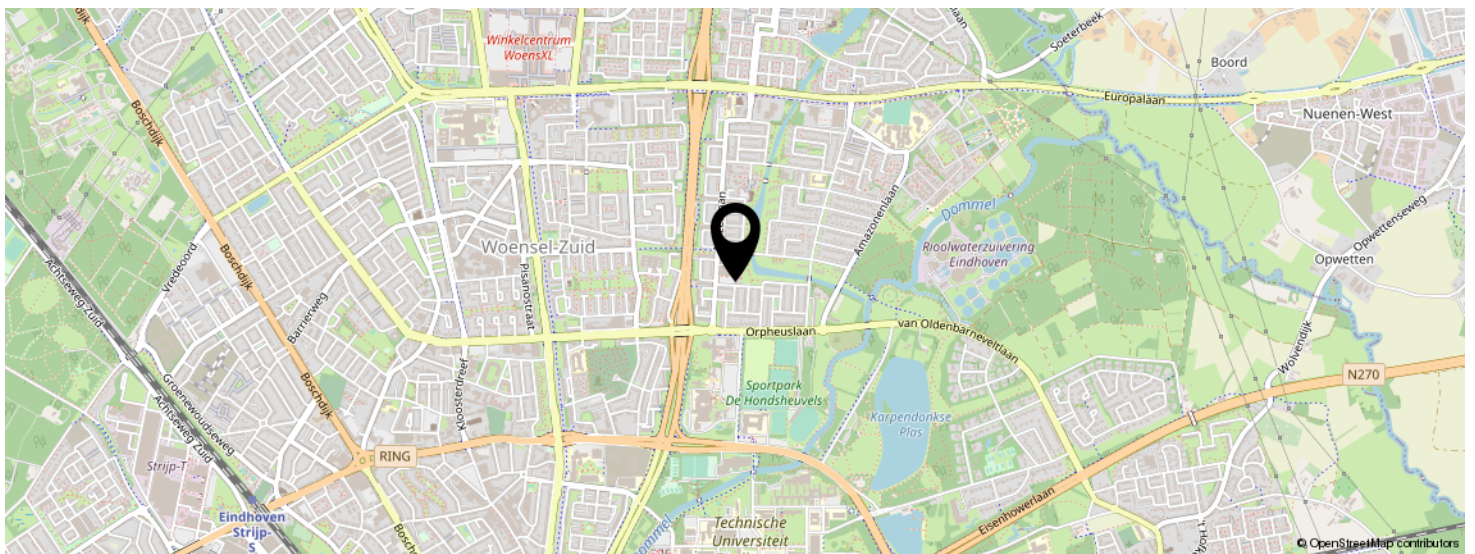 Winkelcentrum
WoensXL
Soeterbeek
Boord
Europalaan
Nuenen-West
Boschdijk
Amazonenlaan
Dommel
Rioolwaterzuivering
Eindhoven
Opwettenseweg
Opwetten
Vredeoord
Boschdijk
Woensel-Zuid
Pisanostraat
Achtseweg Zuid
Barrierweg
Orpheuslaan
van Oldenbarneveltlaan
Wolvendijk
N270
Kloosterdreef
Sportpark
De Hondsheuvels
Karpendonkse
Plas
Groenewoudseweg
Achtseweg Zuid
Boschdijk
Strijp-T
RING
Eisenhowerlaan
Eindhoven
Strijp-
S
Dommel
Technische
Universiteit
© OpenStreetMap contributors